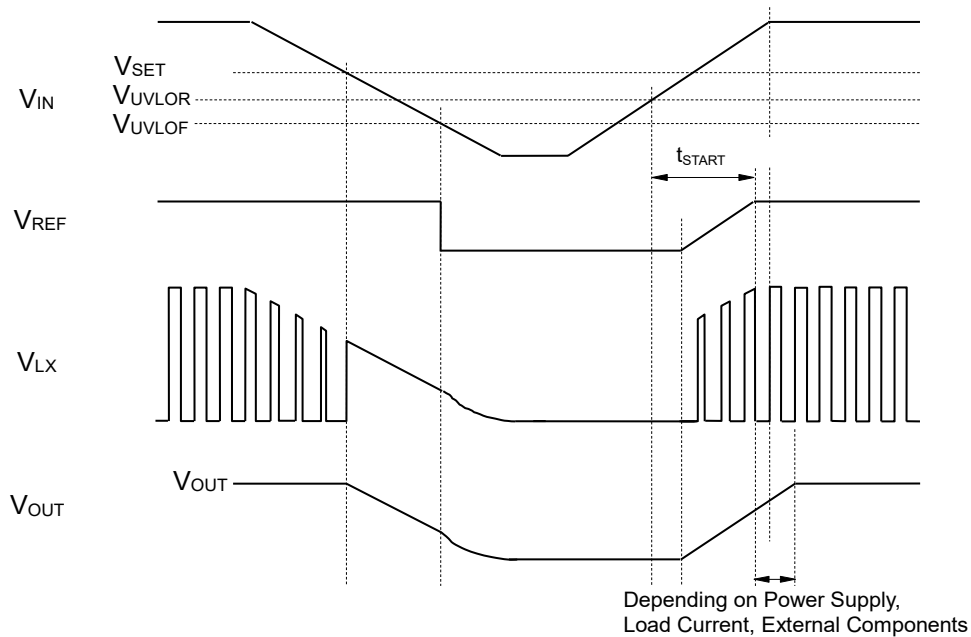 VSET
VIN
VUVLOR
VUVLOF
tSTART
VREF
VLX
VOUT
VOUT
Depending on Power Supply,
Load Current, External Components